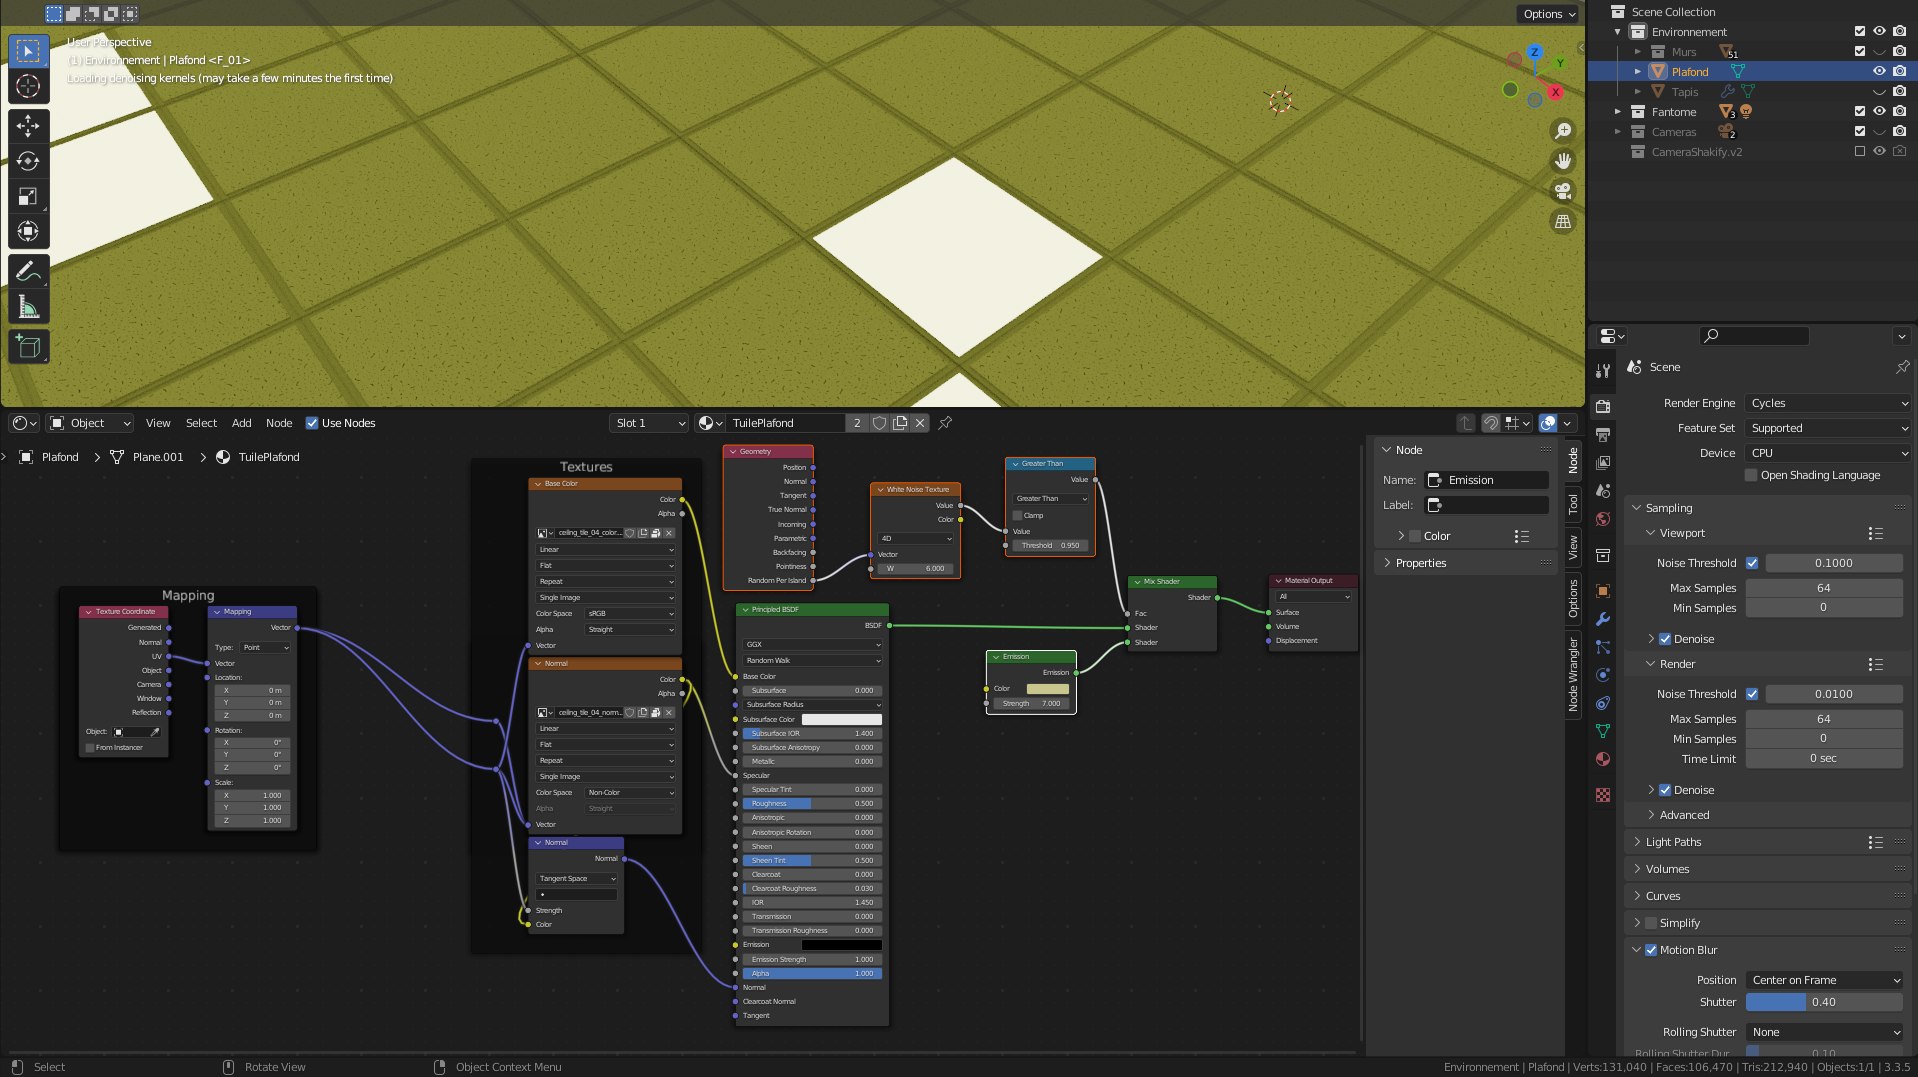 Options
User Perspective
(1) Environnement | Plafond <F_01>
Loading denoising kernels (may take a few minutes the first time)
Z
Y
X
Scene Collection
Environnement
Murs
51
Plafond
Tapis
Fantome
3
Cameras
2
CameraShakify.v2
Object
View
Select
Add
Node
Use Nodes
Slot 1
TuilePlafond
2
Plafond
Plane.001
TuilePlafond
Mapping
Texture Coordinate
Generated
Normal
UV
Object
Camera
Window
Reflection
Object:
From Instancer
Mapping
Vector
Type: Point
Vector
Location:
X 0 m
Y 0 m
Z 0 m
Rotation:
X 0°
Y 0°
Z 0°
Scale:
X 1.000
Y 1.000
Z 1.000
Textures
Base Color
Color
Alpha
celing_tile_04_color...
Linear
Flat
Repeat
Single Image
Color Space sRGB
Alpha Straight
Vector
Normal
Color
Alpha
celing_tile_04_norm...
Linear
Flat
Repeat
Single Image
Color Space Non-Color
Alpha Straight
Vector
Normal
Normal
Tangent Space
Strength
Color
Geometry
Position
Normal
Tangent
True Normal
Incoming
Parametric
Backfacing
Pointiness
Random Per Island
White Noise Texture
Value
Color
4D
Vector
W 6.000
Greater Than
Value
Greater Than
Clamp
Value
Threshold 0.950
Principled BSDF
BSDF
GGX
Random Walk
Base Color
Subsurface 0.000
Subsurface Radius
Subsurface Color
Subsurface IOR 1.400
Subsurface Anisotropy 0.000
Metallic 0.000
Specular
Specular Tint 0.000
Roughness 0.500
Anisotropic 0.000
Anisotropic Rotation 0.000
Sheen 0.000
Sheen Tint 0.500
Clearcoat 0.000
Clearcoat Roughness 0.030
IOR 1.450
Transmission 0.000
Transmission Roughness 0.000
Emission
Emission Strength 1.000
Alpha 1.000
Normal
Clearcoat Normal
Tangent
Emission
Emission
Color
Strength 7.000
Mix Shader
Shader
Fac
Shader
Shader
Material Output
All
Surface
Volume
Displacement
Node
Name: Emission
Label:
Color
Properties
Node
Tool
View
Options
Node Wrangler
Scene
Render Engine Cycles
Feature Set Supported
Device CPU
Open Shading Language
Sampling
Viewport
Noise Threshold 0.1000
Max Samples 64
Min Samples 0
Denoise
Render
Noise Threshold 0.0100
Max Samples 64
Min Samples 0
Time Limit 0 sec
Denoise
Advanced
Light Paths
Volumes
Curves
Simplify
Motion Blur
Position Center on Frame
Shutter 0.40
Rolling Shutter None
Rolling Shutter Dur. 0.10
Select
Rotate View
Object Context Menu
Environnement | Plafond | Verts:131,040 | Faces:106,470 | Tris:212,940 | Objects:1/1 | 3.3.5